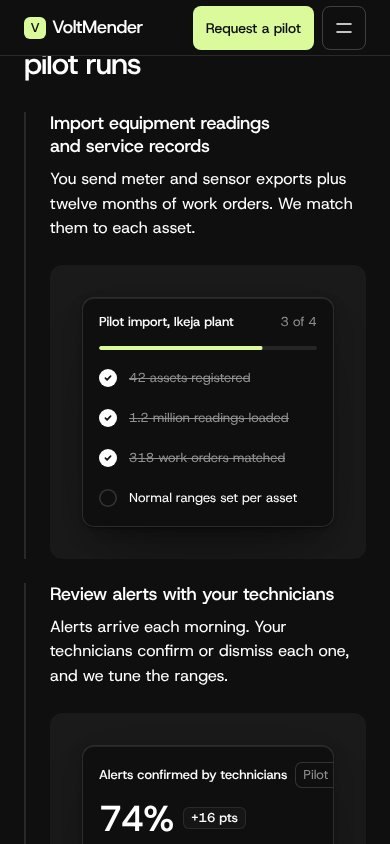 V VoltMender
Request a pilot
pilot runs
Import equipment readings
and service records
You send meter and sensor exports plus
twelve months of work orders. We match
them to each asset.
Pilot import, Ikeja plant 3 of 4
42 assets registered
1.2 million readings loaded
318 work orders matched
Normal ranges set per asset
Review alerts with your technicians
Alerts arrive each morning. Your
technicians confirm or dismiss each one,
and we tune the ranges.
Alerts confirmed by technicians Pilot
74% +16 pts